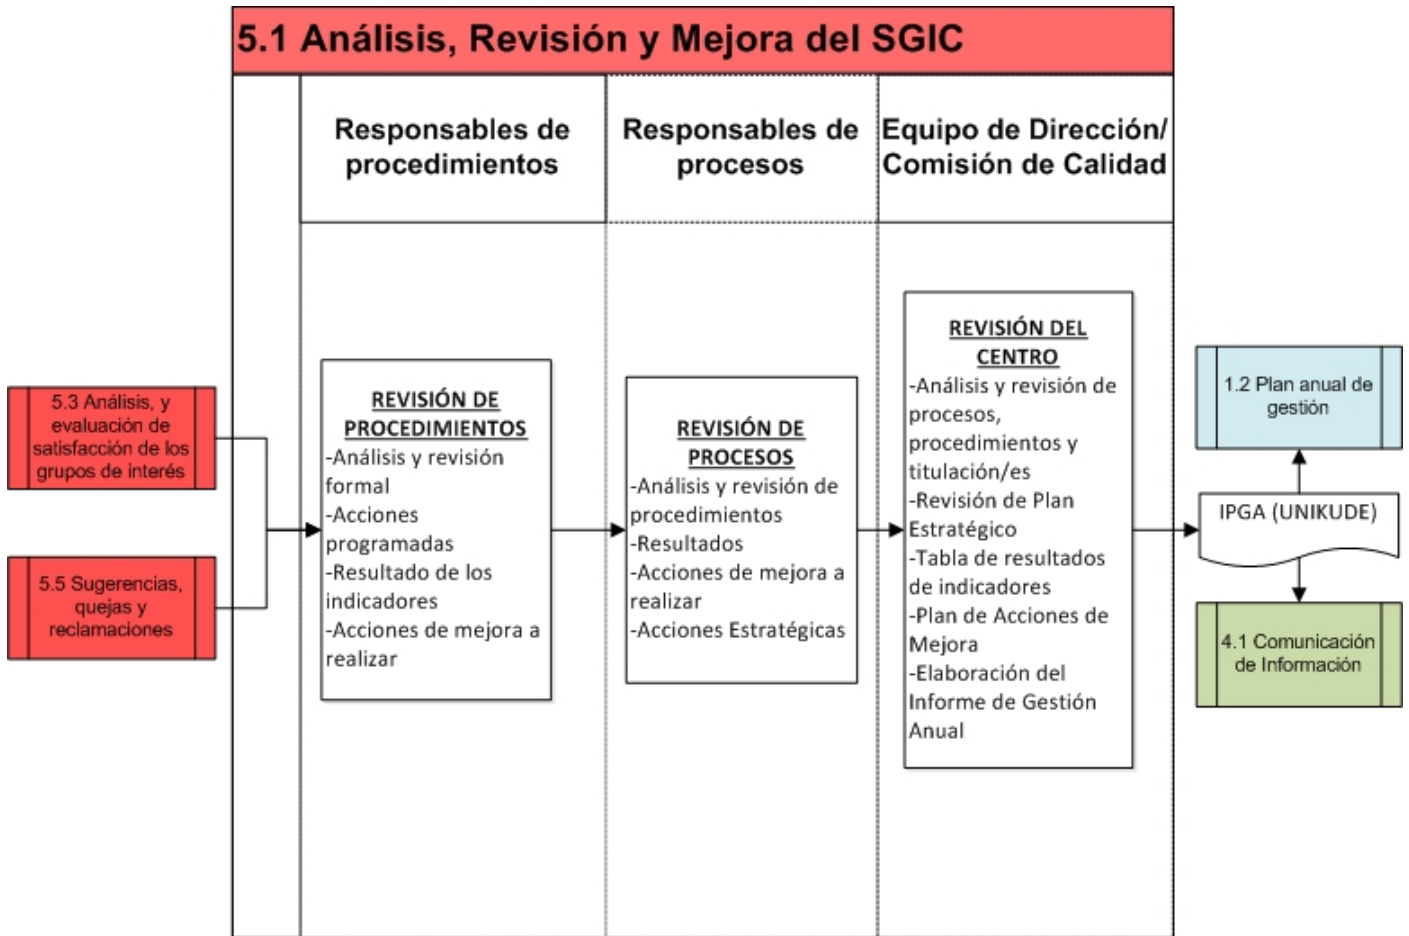 5.1 Análisis, Revisión y Mejora del SGIC
Responsables de
procedimientos
Responsables de
procesos
Equipo de Dirección/
Comisión de Calidad
5.3 Análisis, y
evaluación de
satisfacción de los
grupos de interés
5.5 Sugerencias,
quejas y
reclamaciones
REVISIÓN DE
PROCEDIMIENTOS
-Análisis y revisión
formal
-Acciones
programadas
-Resultado de los
indicadores
-Acciones de mejora a
realizar
REVISIÓN DE
PROCESOS
-Análisis y revisión de
procedimientos
-Resultados
-Acciones de mejora a
realizar
-Acciones Estratégicas
REVISIÓN DEL
CENTRO
-Análisis y revisión de
procesos,
procedimientos y
titulación/es
-Revisión de Plan
Estratégico
-Tabla de resultados
de indicadores
-Plan de Acciones de
Mejora
-Elaboración del
Informe de Gestión
Anual
1.2 Plan anual de
gestión
IPGA (UNIKUDE)
4.1 Comunicación
de Información